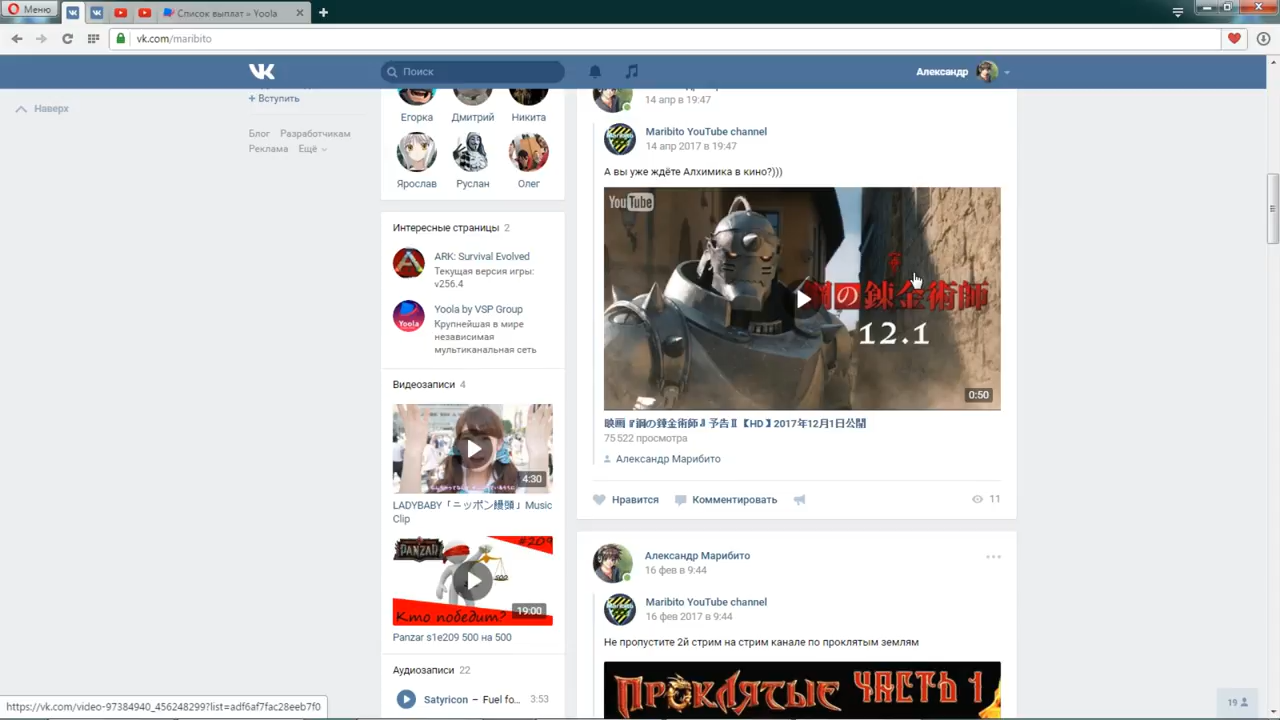 Меню
Список выплат » Yoola
vk.com/maribito
Поиск
Александр
Наверх
+ Вступить
Блог Разработчикам
Реклама Ещё
Егорка Дмитрий Никита
Ярослав Руслан Олег
Интересные страницы 2
ARK: Survival Evolved
Текущая версия игры:
v256.4
Yoola
Yoola by VSP Group
Крупнейшая в мире
независимая
мультиканальная сеть
Видеозаписи 4
4:30
LADYBABY「ニッポン饅頭」Music
Clip
PANZAR
#209
500
Кто победит?
19:00
Panzar s1e209 500 на 500
Аудиозаписи 22
Satyricon – Fuel fo... 3:53
14 апр в 19:47
Maribito YouTube channel
14 апр 2017 в 19:47
А вы уже ждёте Алхимика в кино?)))
YouTube
鋼の錬金術師
12.1
0:50
映画『鋼の錬金術師』予告Ⅱ【HD】2017年12月1日公開
75 522 просмотра
Александр Марибито
Нравится Комментировать 11
Александр Марибито
16 фев в 9:44
Maribito YouTube channel
16 фев 2017 в 9:44
Не пропустите 2й стрим на стрим канале по проклятым землям
ПРОКЛЯТЫЕ ЧАСТЬ 1
19
https://vk.com/video-97384940_456248299?list=adf6af7fac28eeb7f0